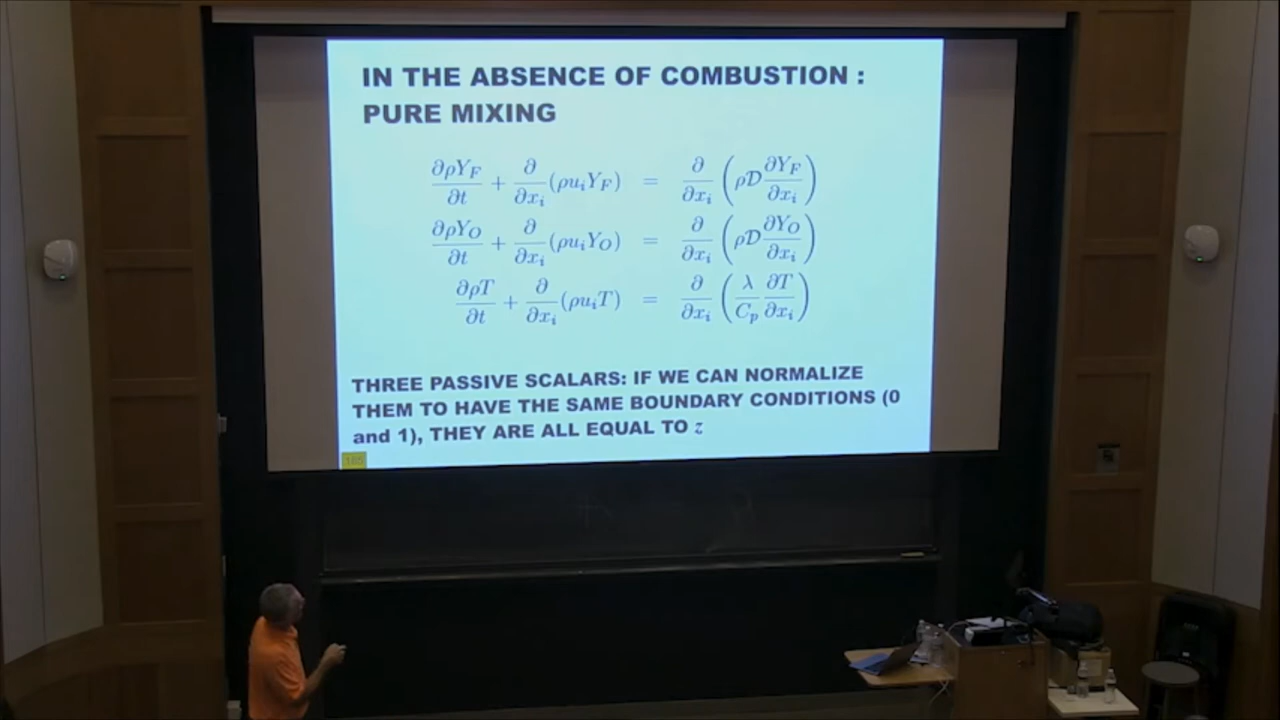 IN THE ABSENCE OF COMBUSTION :
PURE MIXING
∂ρY_F/∂t + ∂/∂x_i (ρu_iY_F) = ∂/∂x_i (ρD ∂Y_F/∂x_i)
∂ρY_O/∂t + ∂/∂x_i (ρu_iY_O) = ∂/∂x_i (ρD ∂Y_O/∂x_i)
∂ρT/∂t + ∂/∂x_i (ρu_iT) = ∂/∂x_i (λ/C_p ∂T/∂x_i)
THREE PASSIVE SCALARS: IF WE CAN NORMALIZE
THEM TO HAVE THE SAME BOUNDARY CONDITIONS (0
and 1), THEY ARE ALL EQUAL TO z
165